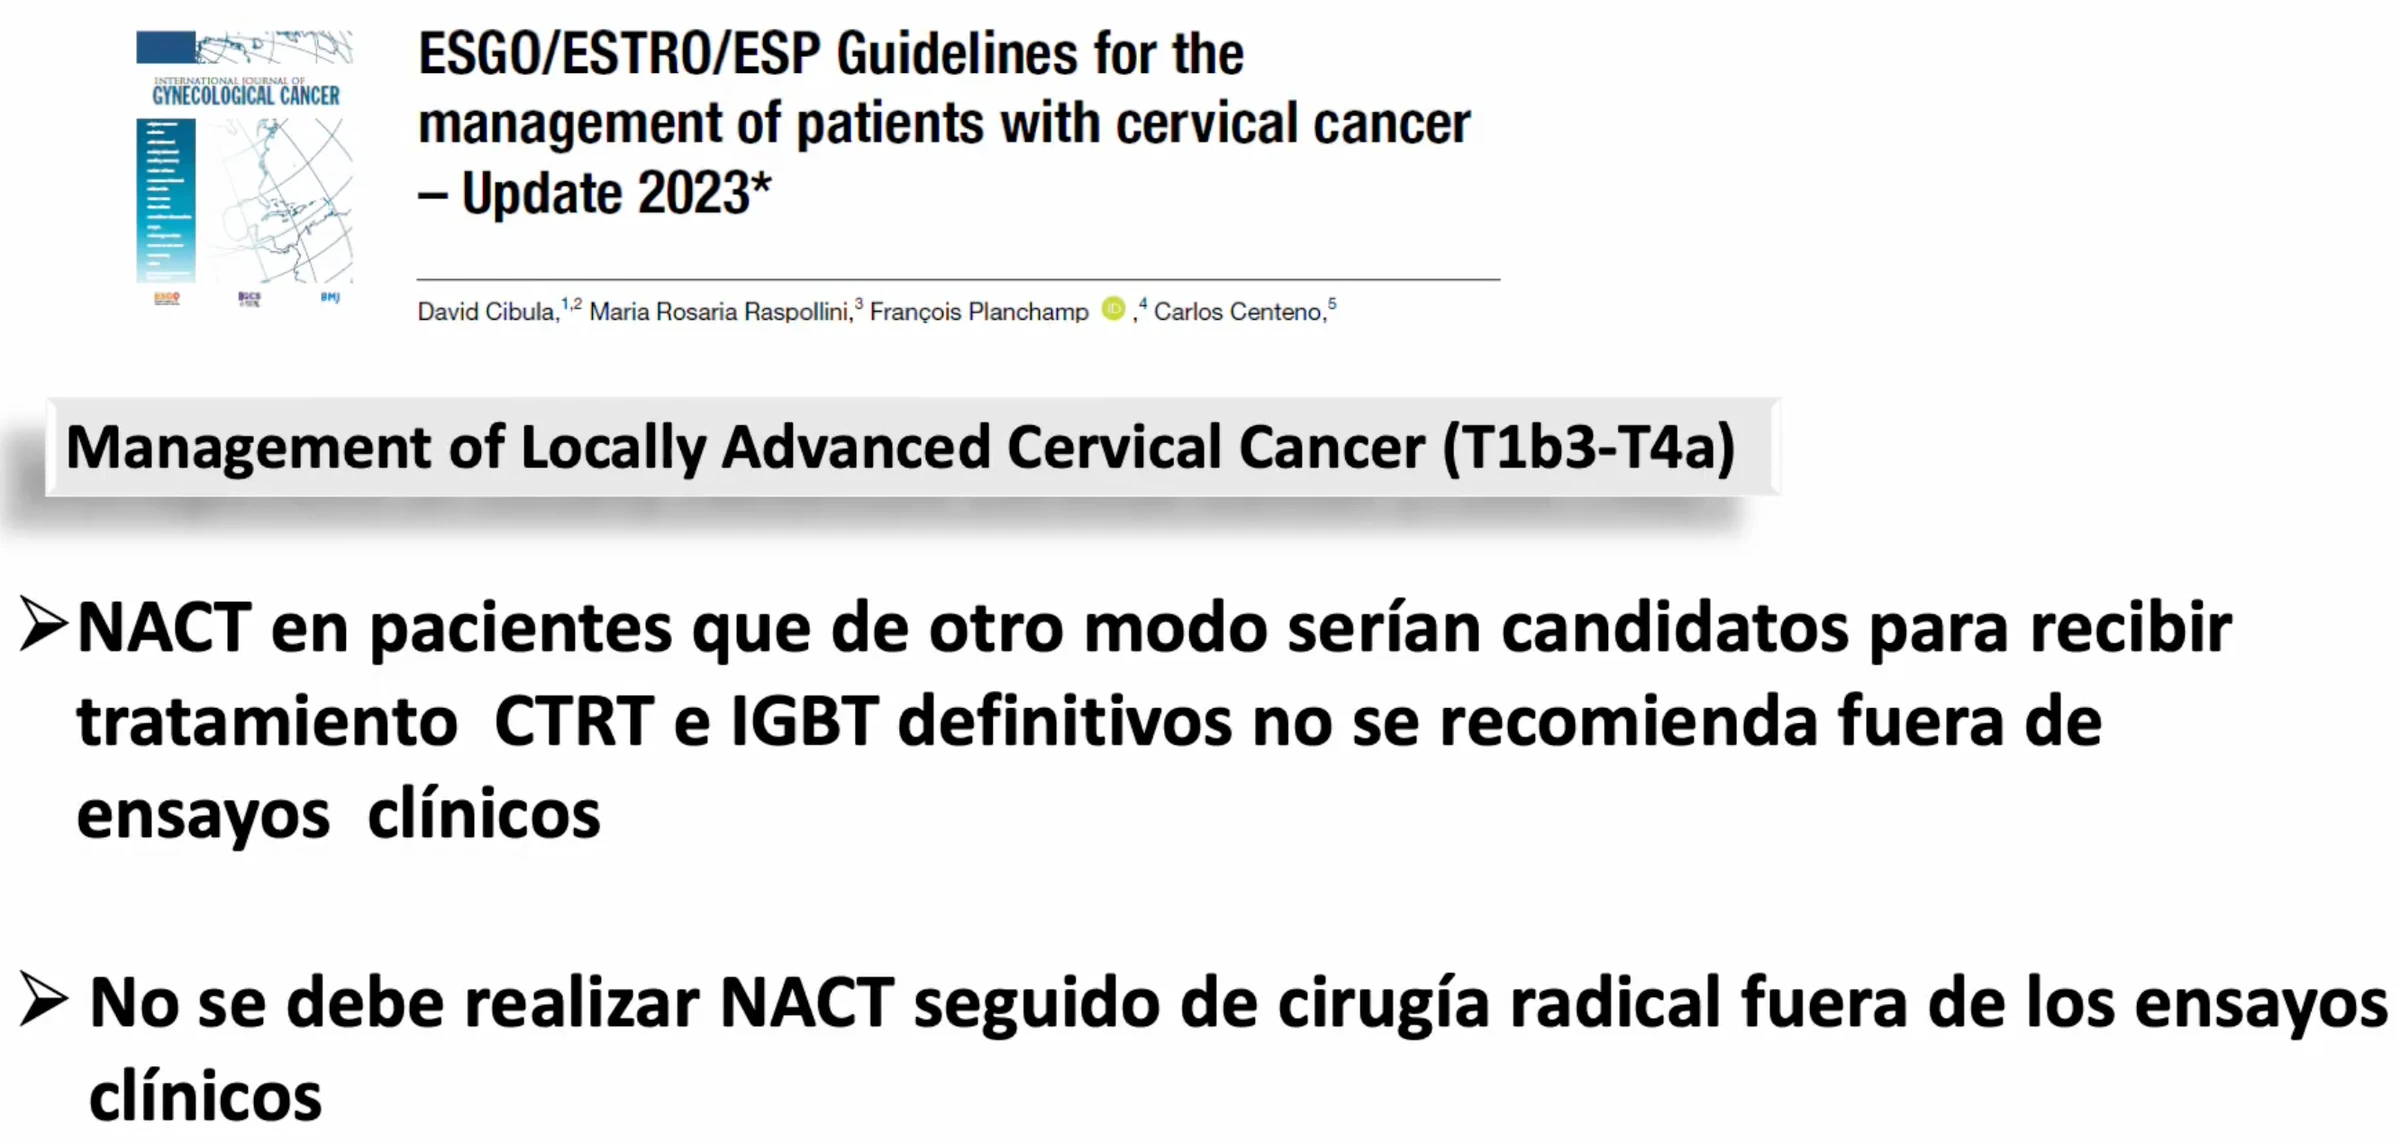 INTERNATIONAL JOURNAL OF
GYNECOLOGICAL CANCER
BMJ
ESGO/ESTRO/ESP Guidelines for the
management of patients with cervical cancer
– Update 2023*
David Cibula,1,2 Maria Rosaria Raspollini,3 François Planchamp iD ,4 Carlos Centeno,5
Management of Locally Advanced Cervical Cancer (T1b3-T4a)
➢NACT en pacientes que de otro modo serían candidatos para recibir
tratamiento CTRT e IGBT definitivos no se recomienda fuera de
ensayos clínicos
➢ No se debe realizar NACT seguido de cirugía radical fuera de los ensayos
clínicos